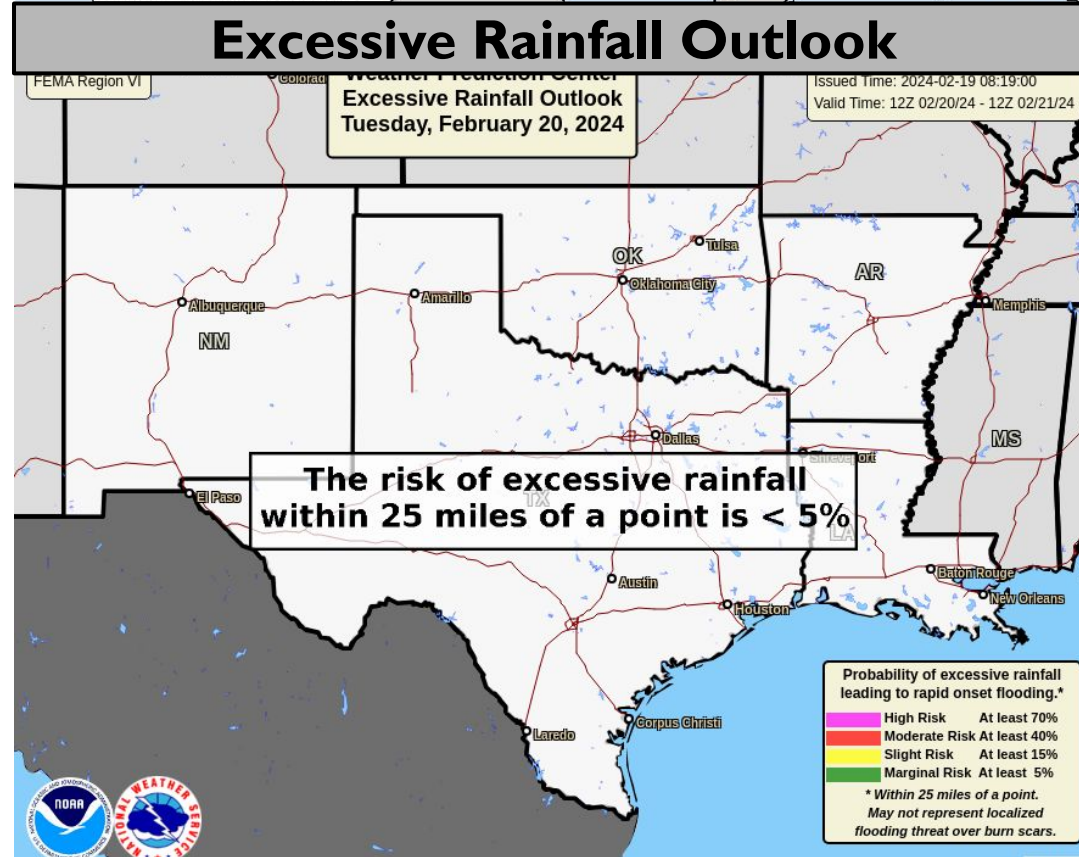 Excessive Rainfall Outlook
FEMA Region VI
Weather Prediction Center
Excessive Rainfall Outlook
Tuesday, February 20, 2024
Issued Time: 2024-02-19 08:19:00
Valid Time: 12Z 02/20/24 - 12Z 02/21/24
Colorad
Tulsa
OK
Oklahoma City
AR
Albuquerque
Amarillo
Memphis
NM
Dallas
MS
Shreveport
The risk of excessive rainfall
within 25 miles of a point is < 5%
El Paso
TX
LA
Austin
Baton Rouge
New Orleans
Houston
Laredo
Corpus Christi
Probability of excessive rainfall
leading to rapid onset flooding.*
High Risk At least 70%
Moderate Risk At least 40%
Slight Risk At least 15%
Marginal Risk At least 5%
* Within 25 miles of a point.
May not represent localized
flooding threat over burn scars.
NOAA
NATIONAL WEATHER SERVICE